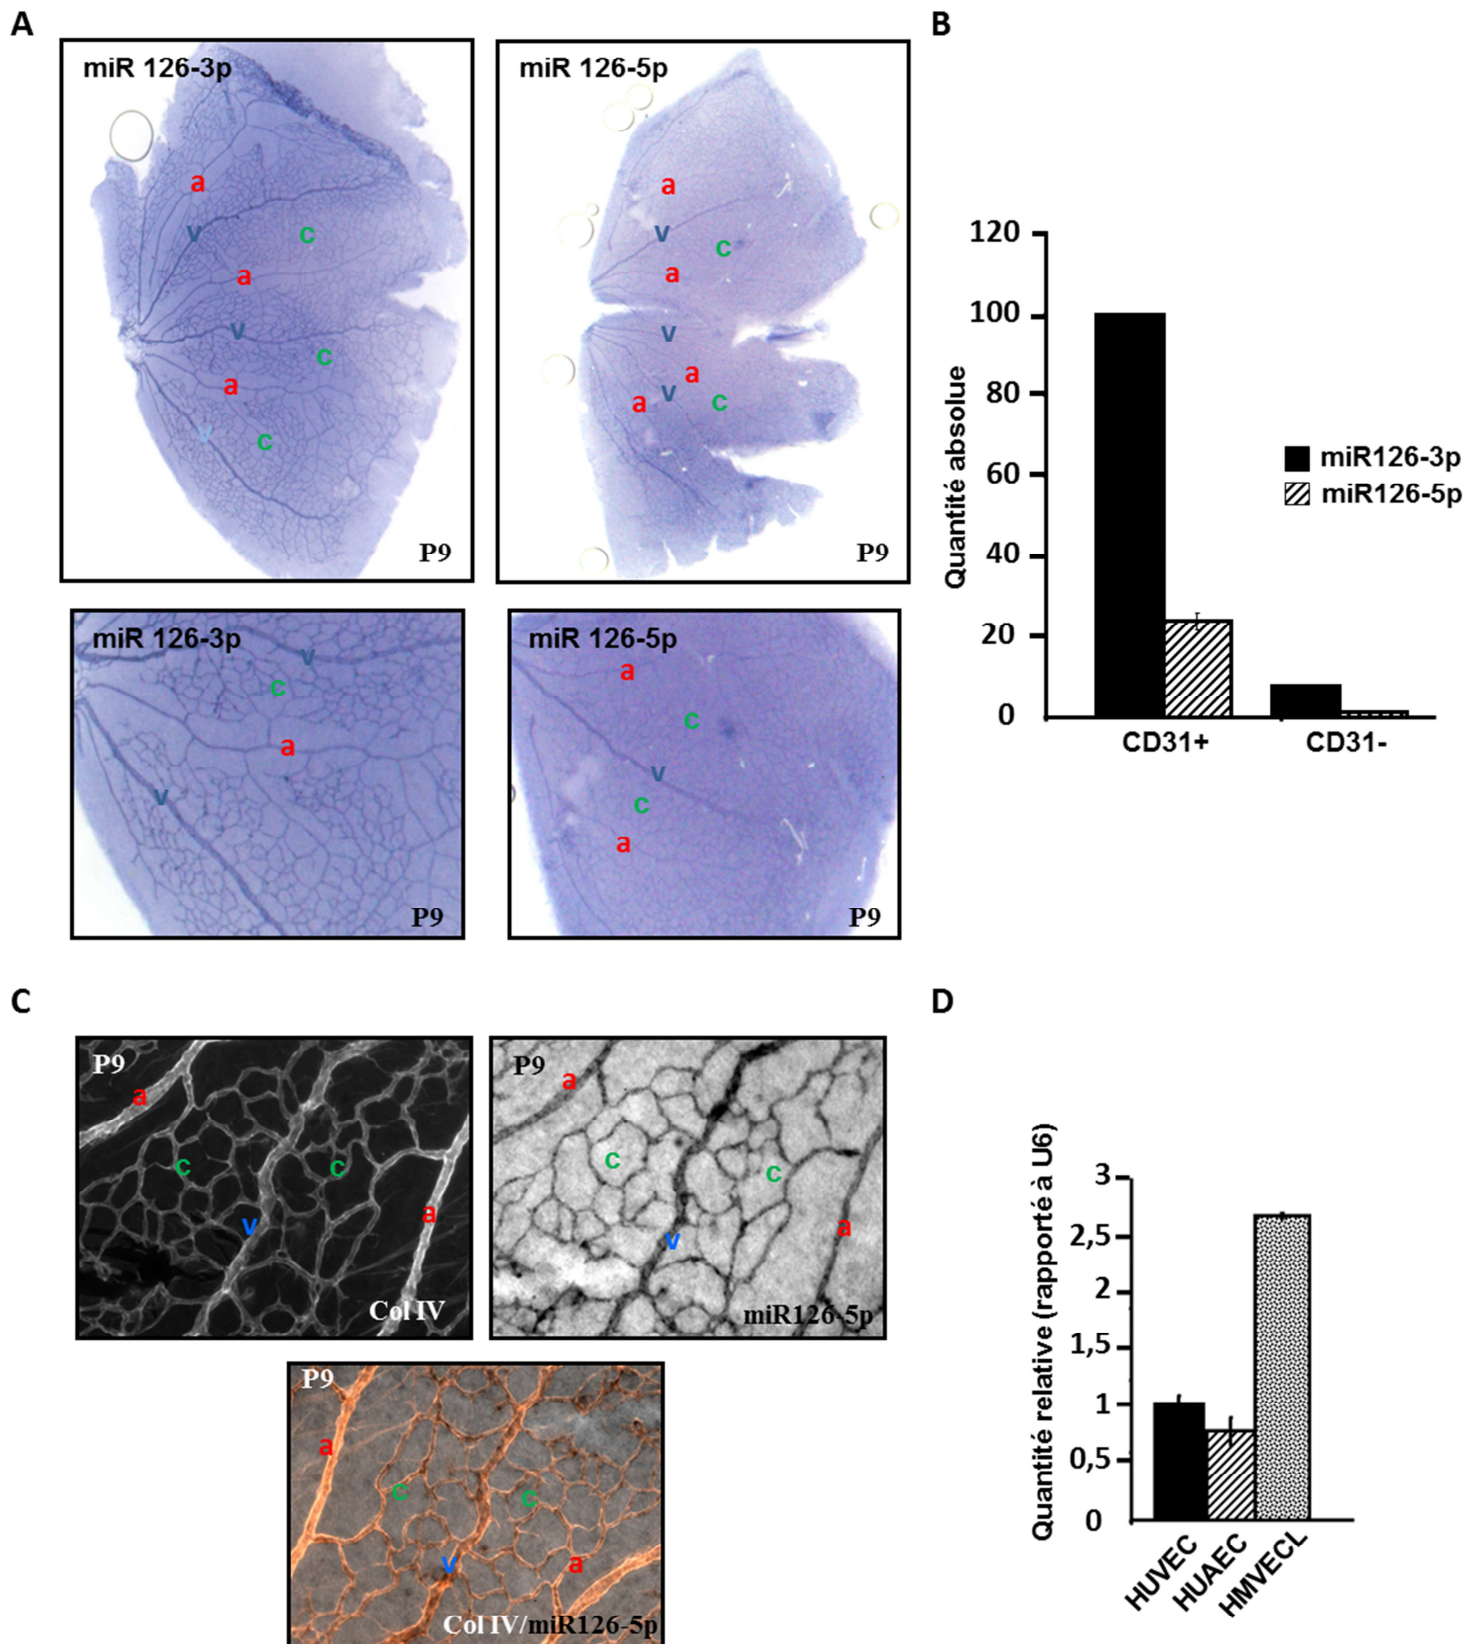 A
miR 126-3p
a
v
c
a
v
c
a
v
c
P9
miR 126-5p
a
v
c
a
v
a
v
a
c
P9
miR 126-3p
v
c
a
v
P9
miR 126-5p
a
c
v
c
a
P9
B
Quantité absolue
120
100
80
60
40
20
0
CD31+
CD31-
miR126-3p
miR126-5p
C
P9
a
c
c
v
a
Col IV
P9
a
c
c
v
a
miR126-5p
P9
a
c
c
v
a
Col IV/miR126-5p
D
Quantité relative (rapporté à U6)
3
2,5
2
1,5
1
0,5
0
HUVEC
HUAEC
HMVECL